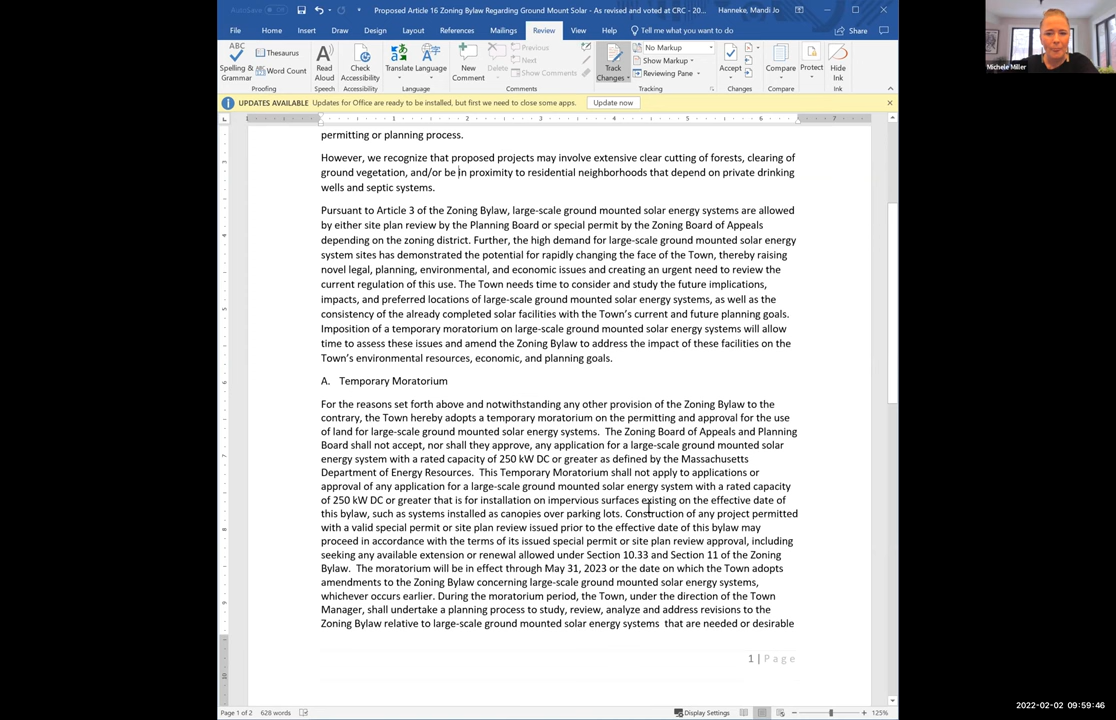 AutoSave Off
Proposed Article 16 Zoning Bylaw Regarding Ground Mount Solar - As revised and voted at CRC - 20...
Hanneke, Mandi Jo
File Home Insert Draw Design Layout References Mailings Review View Help Tell me what you want to do Share
ABC
Spelling & Grammar
Thesaurus
Word Count
Proofing
Read Aloud
Speech
Check Accessibility
Accessibility
Translate Language
Language
New Comment
Delete
Previous
Next
Show Comments
Comments
Track Changes
No Markup
Show Markup
Reviewing Pane
Tracking
Accept
Changes
Compare
Compare
Protect
Hide Ink
Ink
UPDATES AVAILABLE Updates for Office are ready to be installed, but first we need to close some apps. Update now
permitting or planning process.
However, we recognize that proposed projects may involve extensive clear cutting of forests, clearing of
ground vegetation, and/or be in proximity to residential neighborhoods that depend on private drinking
wells and septic systems.
Pursuant to Article 3 of the Zoning Bylaw, large-scale ground mounted solar energy systems are allowed
by either site plan review by the Planning Board or special permit by the Zoning Board of Appeals
depending on the zoning district. Further, the high demand for large-scale ground mounted solar energy
system sites has demonstrated the potential for rapidly changing the face of the Town, thereby raising
novel legal, planning, environmental, and economic issues and creating an urgent need to review the
current regulation of this use. The Town needs time to consider and study the future implications,
impacts, and preferred locations of large-scale ground mounted solar energy systems, as well as the
consistency of the already completed solar facilities with the Town's current and future planning goals.
Imposition of a temporary moratorium on large-scale ground mounted solar energy systems will allow
time to assess these issues and amend the Zoning Bylaw to address the impact of these facilities on the
Town's environmental resources, economic, and planning goals.
A. Temporary Moratorium
For the reasons set forth above and notwithstanding any other provision of the Zoning Bylaw to the
contrary, the Town hereby adopts a temporary moratorium on the permitting and approval for the use
of land for large-scale ground mounted solar energy systems. The Zoning Board of Appeals and Planning
Board shall not accept, nor shall they approve, any application for a large-scale ground mounted solar
energy system with a rated capacity of 250 kW DC or greater as defined by the Massachusetts
Department of Energy Resources. This Temporary Moratorium shall not apply to applications or
approval of any application for a large-scale ground mounted solar energy system with a rated capacity
of 250 kW DC or greater that is for installation on impervious surfaces existing on the effective date of
this bylaw, such as systems installed as canopies over parking lots. Construction of any project permitted
with a valid special permit or site plan review issued prior to the effective date of this bylaw may
proceed in accordance with the terms of its issued special permit or site plan review approval, including
seeking any available extension or renewal allowed under Section 10.33 and Section 11 of the Zoning
Bylaw. The moratorium will be in effect through May 31, 2023 or the date on which the Town adopts
amendments to the Zoning Bylaw concerning large-scale ground mounted solar energy systems,
whichever occurs earlier. During the moratorium period, the Town, under the direction of the Town
Manager, shall undertake a planning process to study, review, analyze and address revisions to the
Zoning Bylaw relative to large-scale ground mounted solar energy systems that are needed or desirable
1 | Page
Page 1 of 2 628 words
Display Settings
125%
Michele Miller
2022-02-02 09:59:46